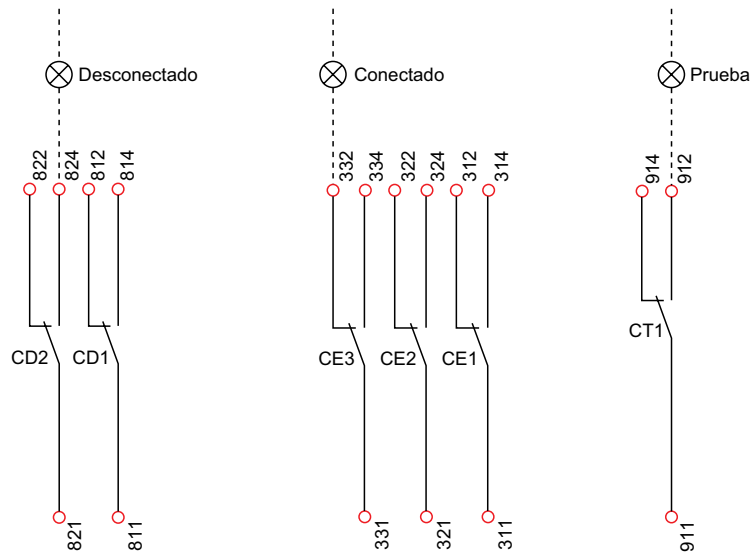 Desconectado
Conectado
Prueba
822
824
812
814
332
334
322
324
312
314
914
912
CD2
CD1
CE3
CE2
CE1
CT1
821
811
331
321
311
911